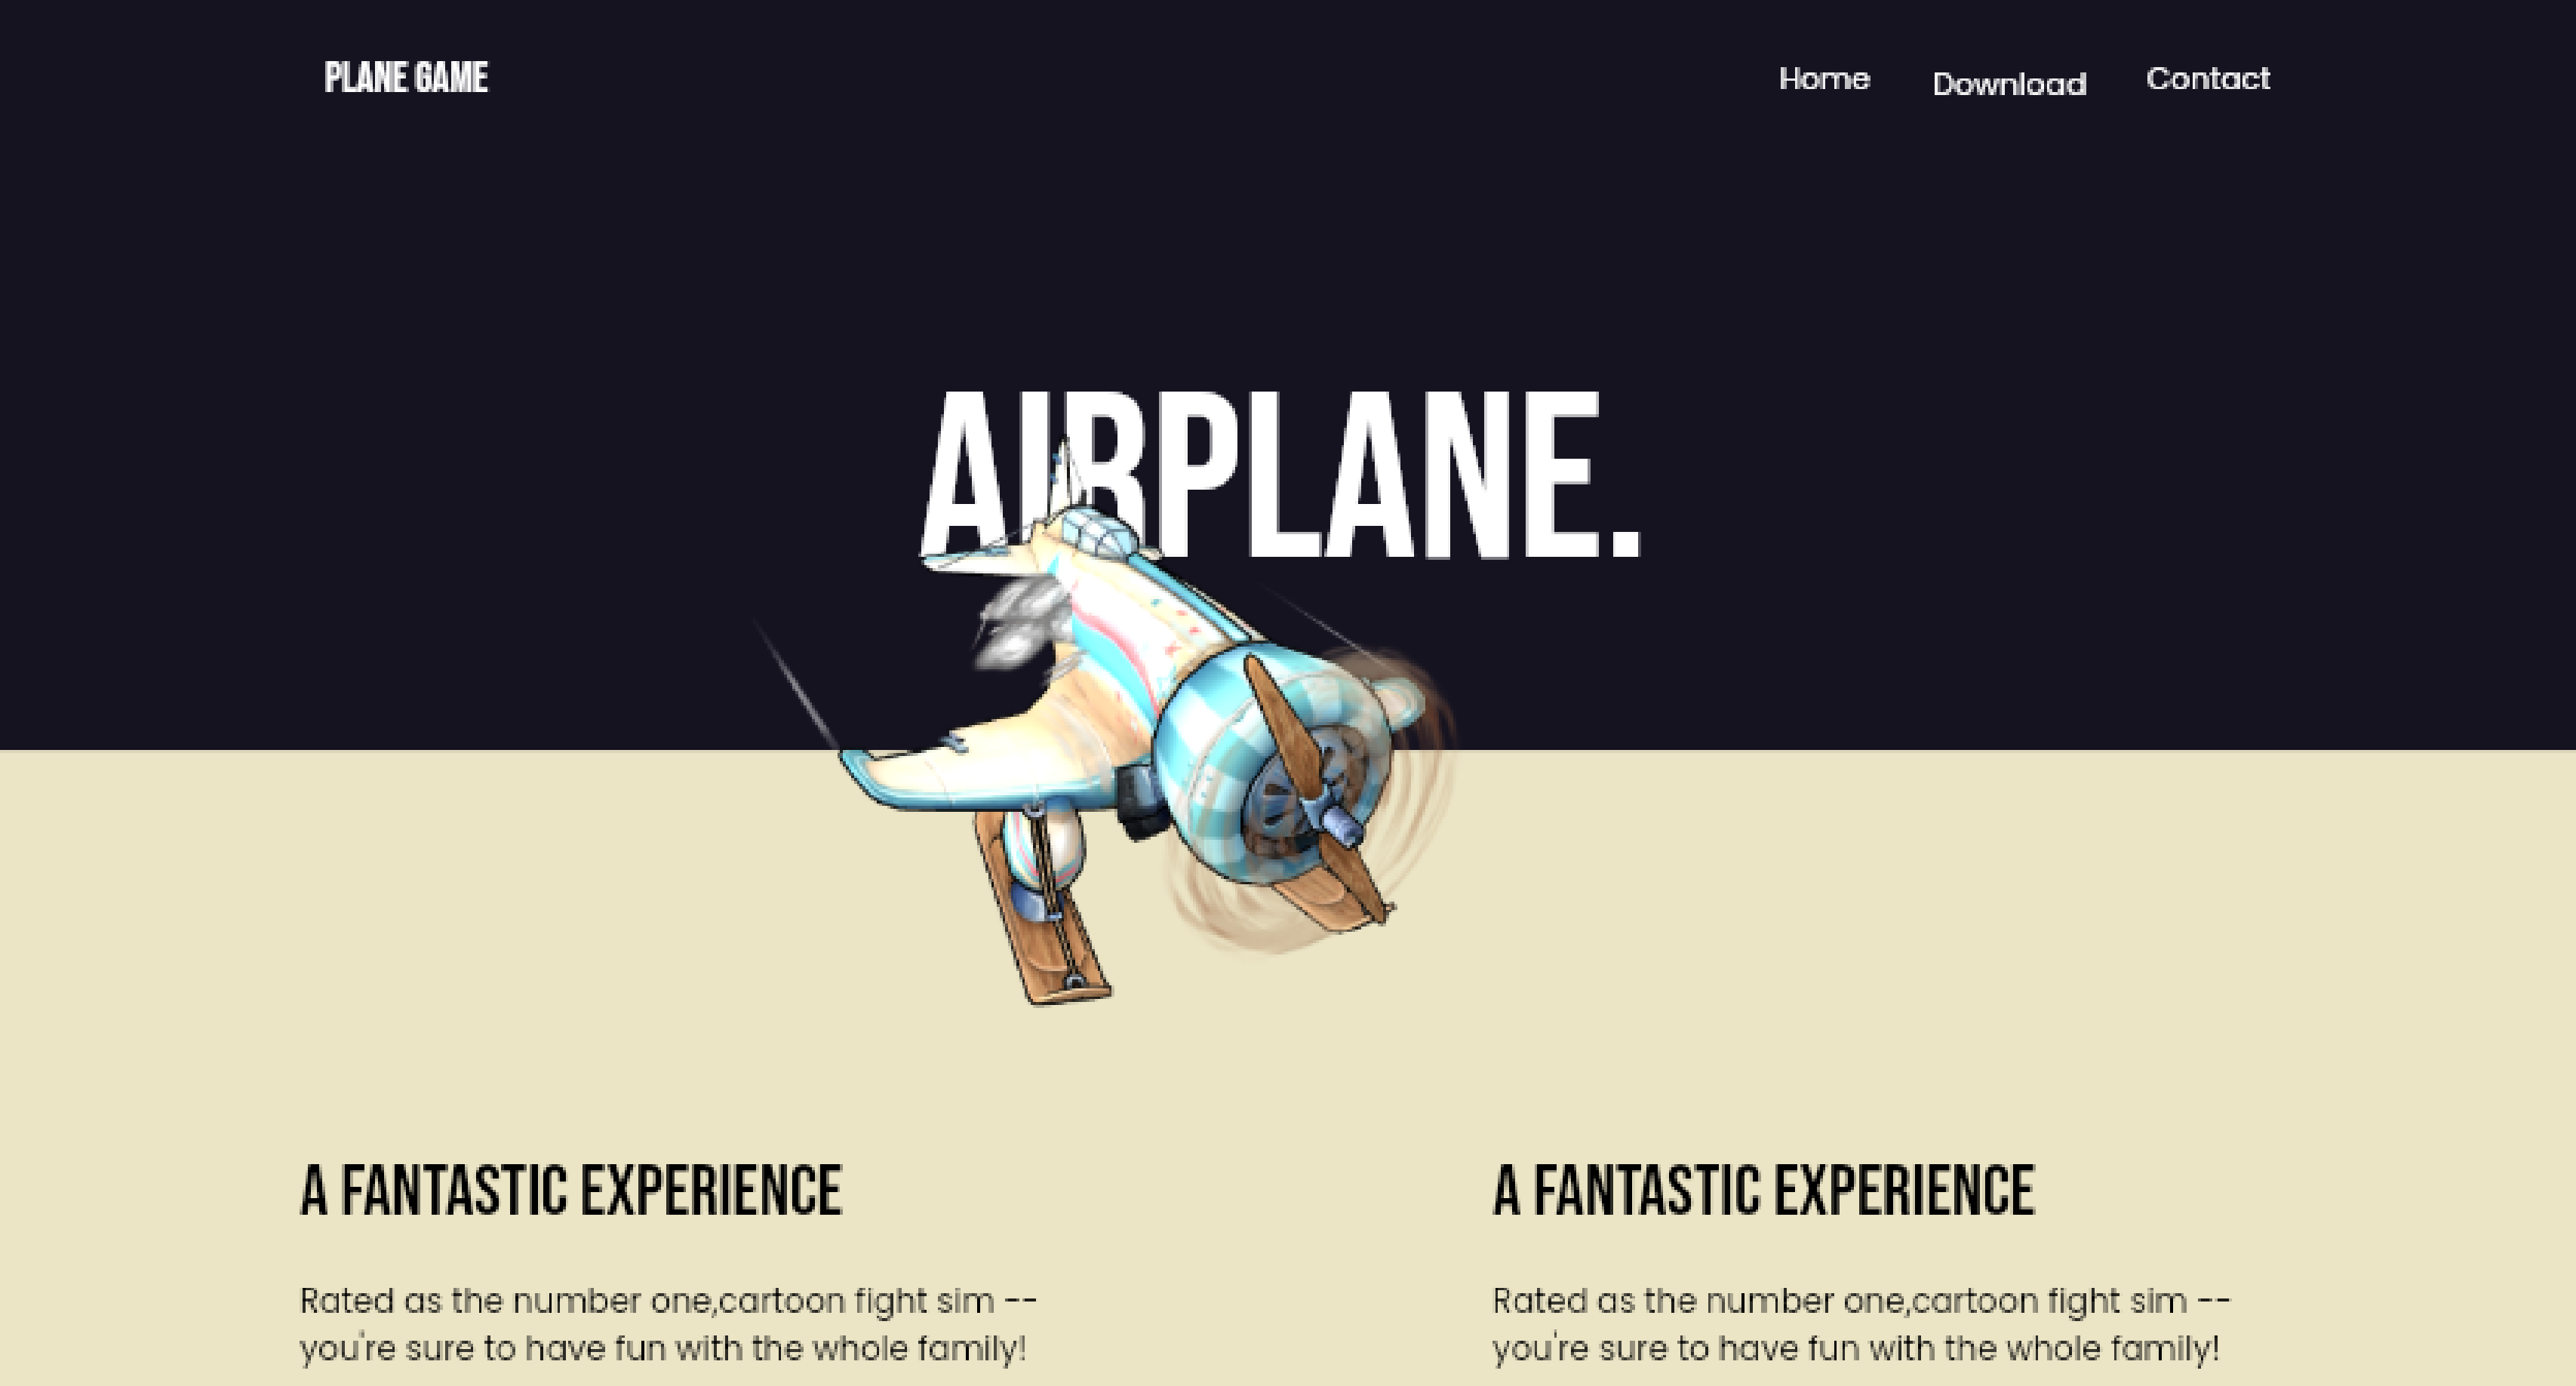 PLANE GAME
Home Download Contact
AIRPLANE.
A FANTASTIC EXPERIENCE
Rated as the number one,cartoon fight sim --
you're sure to have fun with the whole family!
A FANTASTIC EXPERIENCE
Rated as the number one,cartoon fight sim --
you're sure to have fun with the whole family!